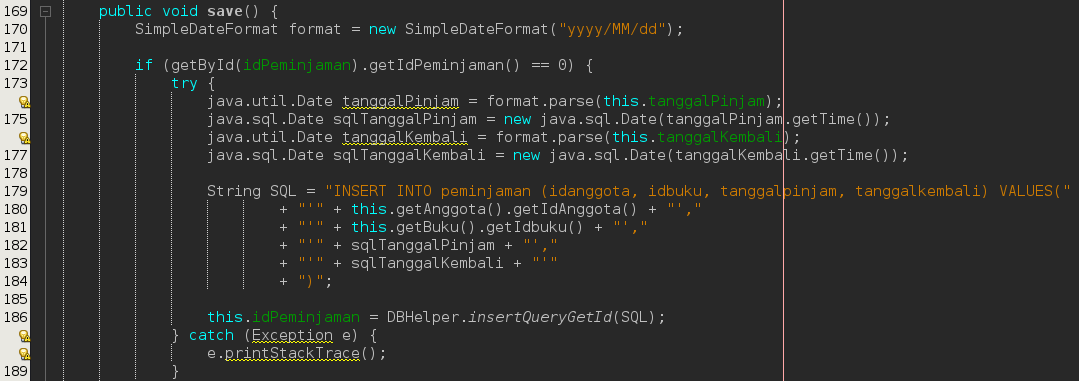 169 public void save() {
170 SimpleDateFormat format = new SimpleDateFormat("yyyy/MM/dd");
171
172 if (getById(idPeminjaman).getIdPeminjaman() == 0) {
173 try {
java.util.Date tanggalPinjam = format.parse(this.tanggalPinjam);
175 java.sql.Date sqlTanggalPinjam = new java.sql.Date(tanggalPinjam.getTime());
java.util.Date tanggalKembali = format.parse(this.tanggalKembali);
177 java.sql.Date sqlTanggalKembali = new java.sql.Date(tanggalKembali.getTime());
178
179 String SQL = "INSERT INTO peminjaman (idanggota, idbuku, tanggalpinjam, tanggalkembali) VALUES("
180 + "'" + this.getAnggota().getIdAnggota() + "',"
181 + "'" + this.getBuku().getIdbuku() + "',"
182 + "'" + sqlTanggalPinjam + "',"
183 + "'" + sqlTanggalKembali + "'"
184 + ")";
185
186 this.idPeminjaman = DBHelper.insertQueryGetId(SQL);
} catch (Exception e) {
e.printStackTrace();
189 }